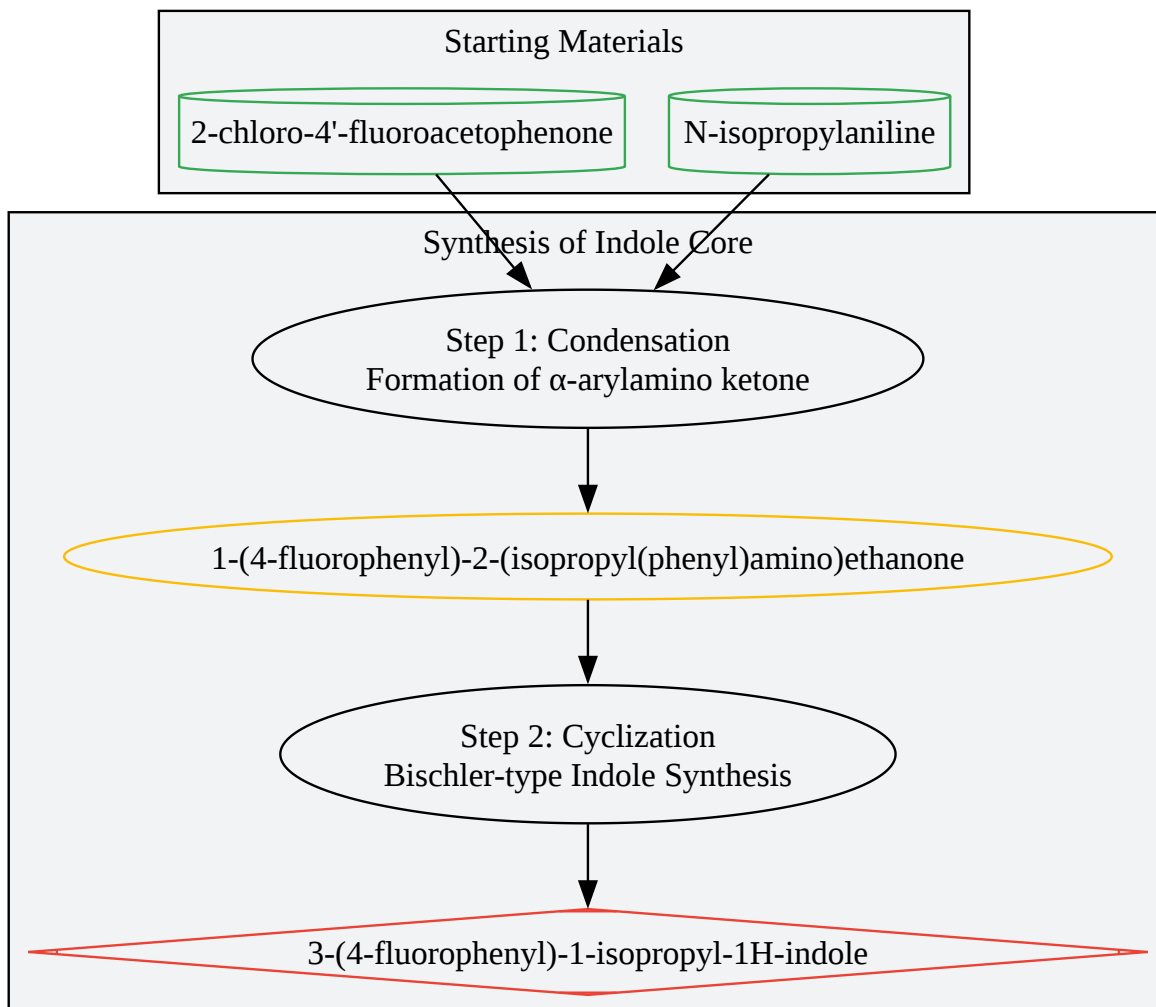 Starting Materials
2-chloro-4'-fluoroacetophenone
N-isopropylaniline
Synthesis of Indole Core
Step 1: Condensation
Formation of α-arylamino ketone
1-(4-fluorophenyl)-2-(isopropyl(phenyl)amino)ethanone
Step 2: Cyclization
Bischler-type Indole Synthesis
3-(4-fluorophenyl)-1-isopropyl-1H-indole